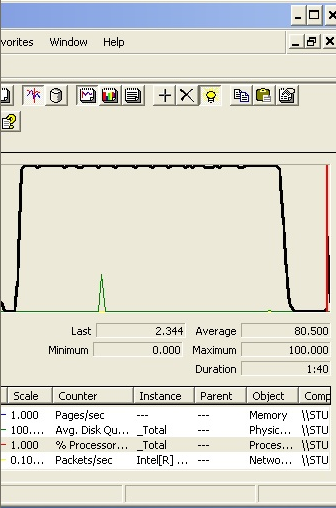 vorites Window Help
Last 2.344 Average 80.500
Minimum 0.000 Maximum 100.000
Duration 1:40
Scale Counter Instance Parent Object Comp
1.000 Pages/sec --- --- Memory \\STU
100.... Avg. Disk Qu... _Total --- Physic... \\STU
1.000 % Processor... _Total --- Proces... \\STU
0.10... Packets/sec Intel[R] ... --- Netwo... \\STU